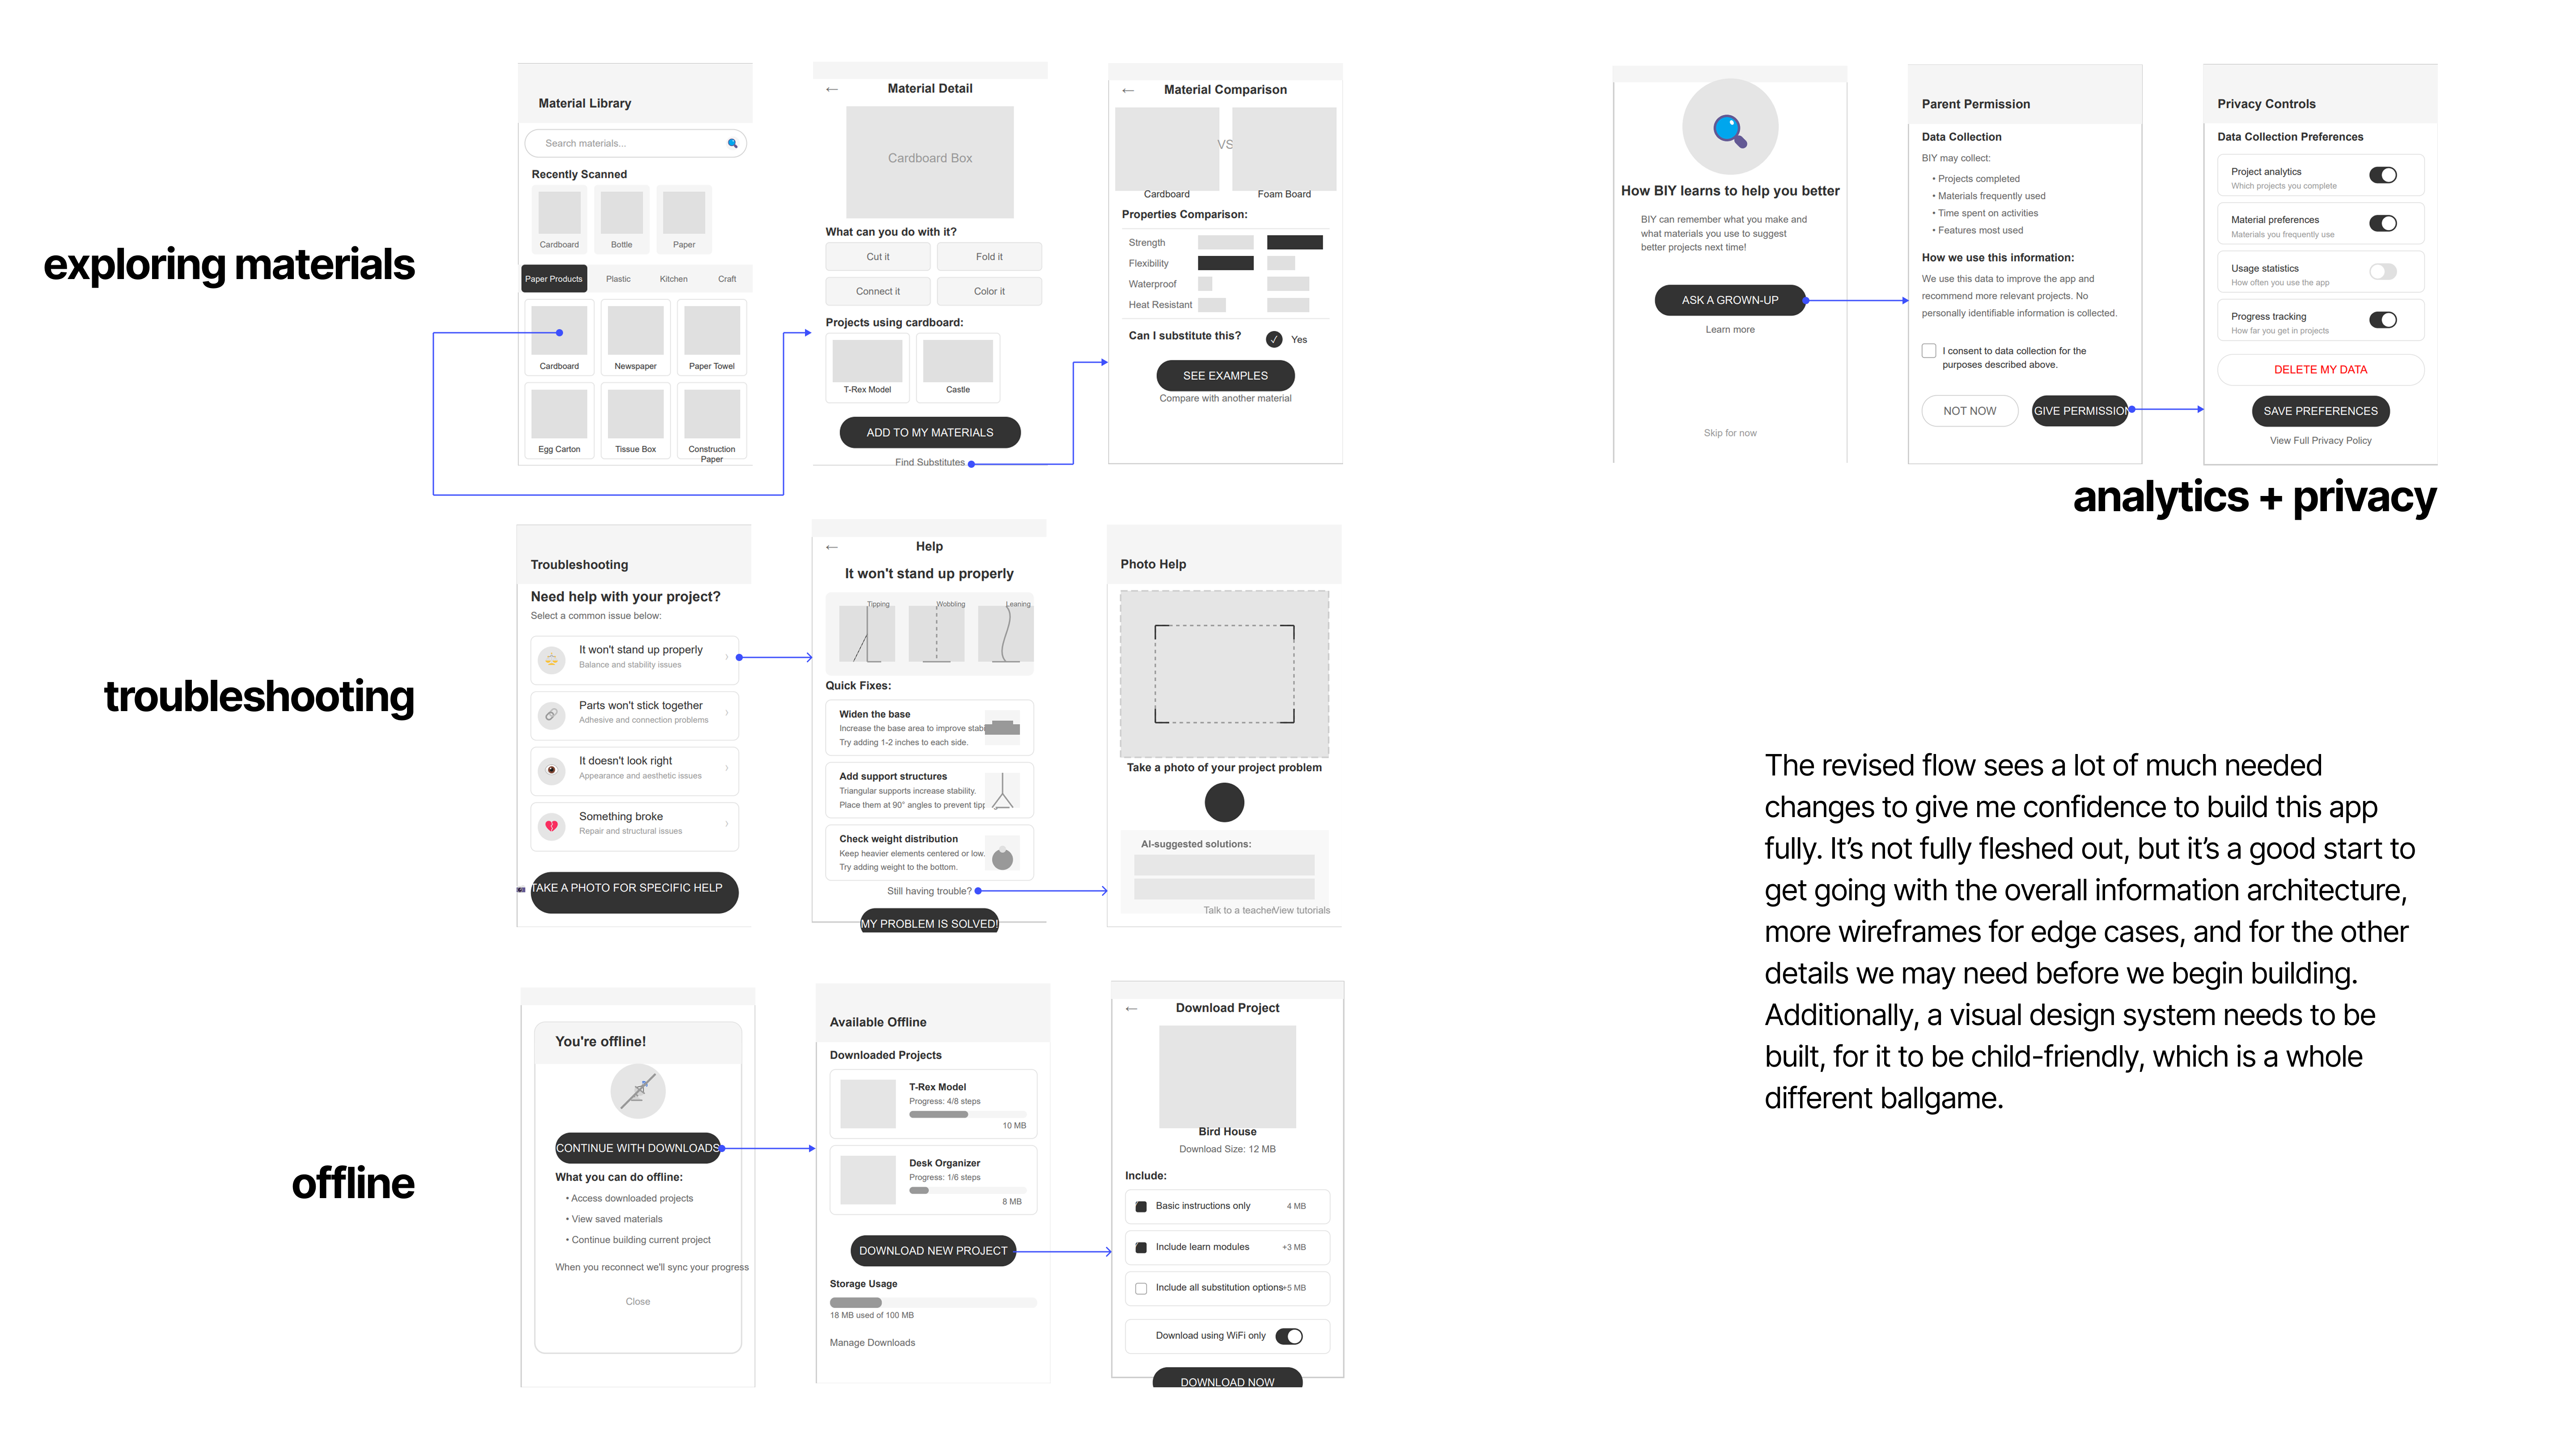 exploring materials
Material Library
Search materials...
Recently Scanned
Cardboard
Bottle
Paper
Paper Products
Plastic
Kitchen
Craft
Cardboard
Newspaper
Paper Towel
Egg Carton
Tissue Box
Construction
Paper
←
Material Detail
Cardboard Box
What can you do with it?
Cut it
Fold it
Connect it
Color it
Projects using cardboard:
T-Rex Model
Castle
ADD TO MY MATERIALS
Find Substitutes
←
Material Comparison
VS
Cardboard
Foam Board
Properties Comparison:
Strength
Flexibility
Waterproof
Heat Resistant
Can I substitute this?
✓ Yes
SEE EXAMPLES
Compare with another material
How BIY learns to help you better
BIY can remember what you make and
what materials you use to suggest
better projects next time!
ASK A GROWN-UP
Learn more
Skip for now
Parent Permission
Data Collection
BIY may collect:
• Projects completed
• Materials frequently used
• Time spent on activities
• Features most used
How we use this information:
We use this data to improve the app and
recommend more relevant projects. No
personally identifiable information is collected.
I consent to data collection for the
purposes described above.
NOT NOW
GIVE PERMISSION
Privacy Controls
Data Collection Preferences
Project analytics
Which projects you complete
Material preferences
Materials you frequently use
Usage statistics
How often you use the app
Progress tracking
How far you get in projects
DELETE MY DATA
SAVE PREFERENCES
View Full Privacy Policy
analytics + privacy
troubleshooting
Troubleshooting
Need help with your project?
Select a common issue below:
It won't stand up properly
Balance and stability issues
Parts won't stick together
Adhesive and connection problems
It doesn't look right
Appearance and aesthetic issues
Something broke
Repair and structural issues
TAKE A PHOTO FOR SPECIFIC HELP
←
Help
It won't stand up properly
Tipping
Wobbling
Leaning
Quick Fixes:
Widen the base
Increase the base area to improve stabi
Try adding 1-2 inches to each side.
Add support structures
Triangular supports increase stability.
Place them at 90° angles to prevent tipp
Check weight distribution
Keep heavier elements centered or low.
Try adding weight to the bottom.
Still having trouble?
MY PROBLEM IS SOLVED!
Photo Help
Take a photo of your project problem
AI-suggested solutions:
Talk to a teacher
View tutorials
The revised flow sees a lot of much needed
changes to give me confidence to build this app
fully. It’s not fully fleshed out, but it’s a good start to
get going with the overall information architecture,
more wireframes for edge cases, and for the other
details we may need before we begin building.
Additionally, a visual design system needs to be
built, for it to be child-friendly, which is a whole
different ballgame.
offline
You're offline!
CONTINUE WITH DOWNLOADS
What you can do offline:
• Access downloaded projects
• View saved materials
• Continue building current project
When you reconnect we'll sync your progress
Close
Available Offline
Downloaded Projects
T-Rex Model
Progress: 4/8 steps
10 MB
Desk Organizer
Progress: 1/6 steps
8 MB
DOWNLOAD NEW PROJECT
Storage Usage
18 MB used of 100 MB
Manage Downloads
←
Download Project
Bird House
Download Size: 12 MB
Include:
Basic instructions only
4 MB
Include learn modules
+3 MB
Include all substitution options
+5 MB
Download using WiFi only
DOWNLOAD NOW